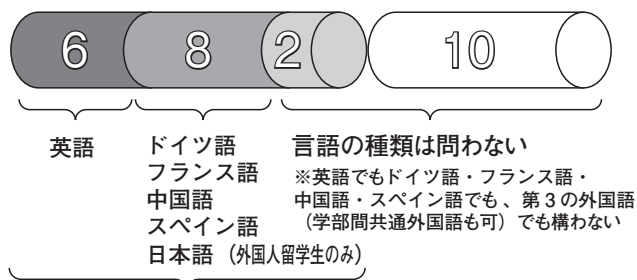 6 8 2 10
英語
ドイツ語
フランス語
中国語
スペイン語
日本語（外国人留学生のみ）
言語の種類は問わない
※英語でもドイツ語・フランス語・
中国語・スペイン語でも、第3の外国語
（学部間共通外国語も可）でも構わない